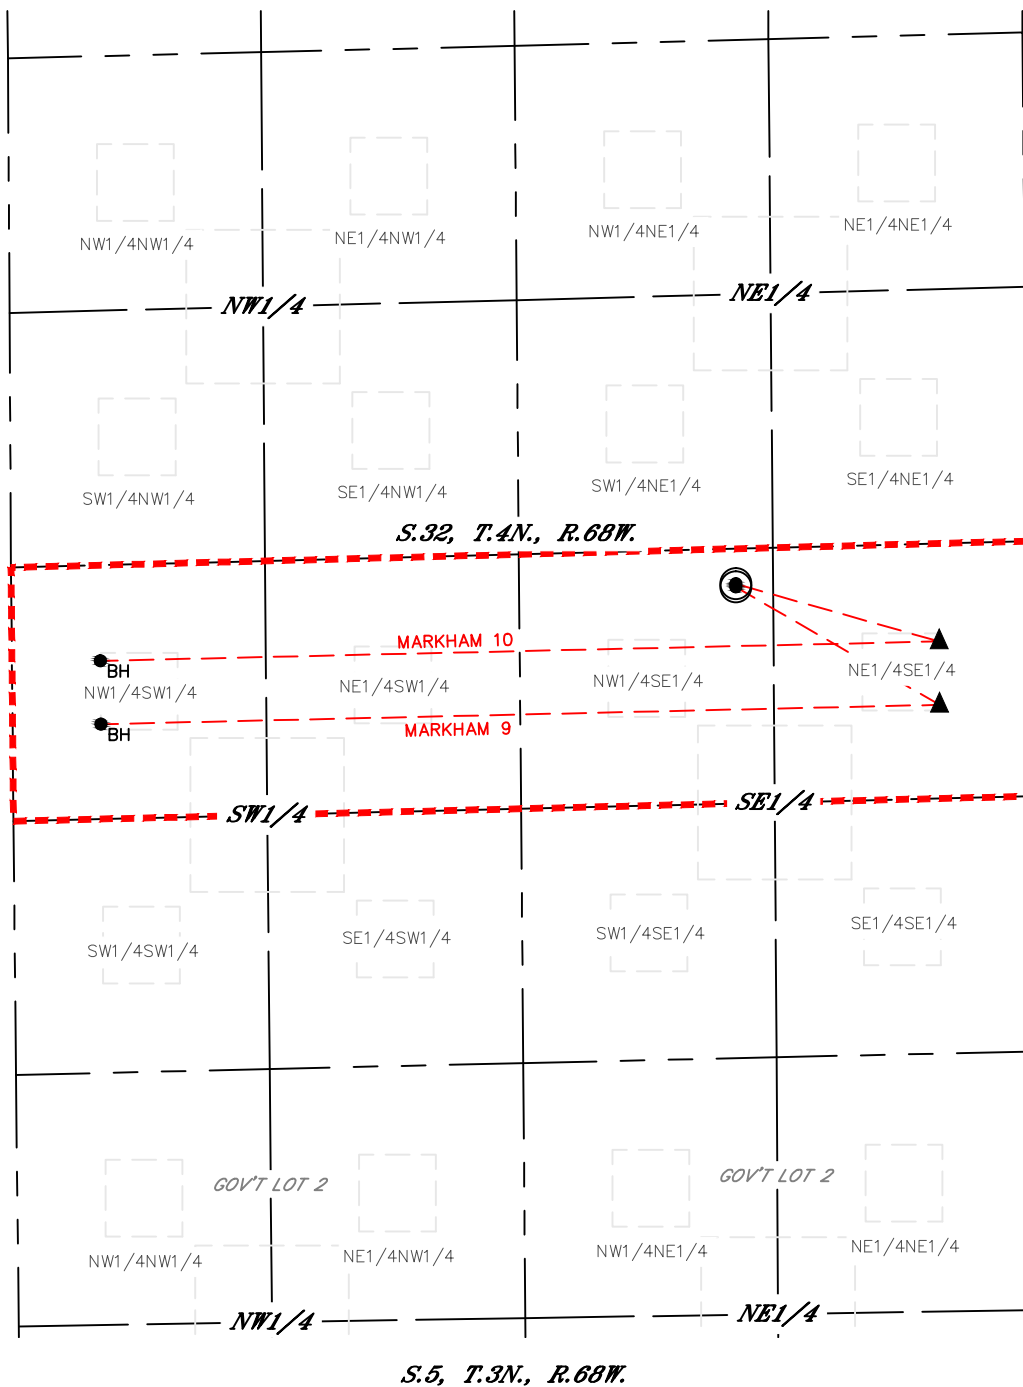 NW1/4NW1/4
NE1/4NW1/4
NW1/4NE1/4
NE1/4NE1/4
NW1/4
NE1/4
SW1/4NW1/4
SE1/4NW1/4
SW1/4NE1/4
SE1/4NE1/4
S.32, T.4N., R.68W.
MARKHAM 10
BH
NW1/4SW1/4
NE1/4SW1/4
NW1/4SE1/4
NE1/4SE1/4
BH
MARKHAM 9
SW1/4
SE1/4
SW1/4SW1/4
SE1/4SW1/4
SW1/4SE1/4
SE1/4SE1/4
GOV'T LOT 2
GOV'T LOT 2
NW1/4NW1/4
NE1/4NW1/4
NW1/4NE1/4
NE1/4NE1/4
NW1/4
NE1/4
S.5, T.3N., R.68W.